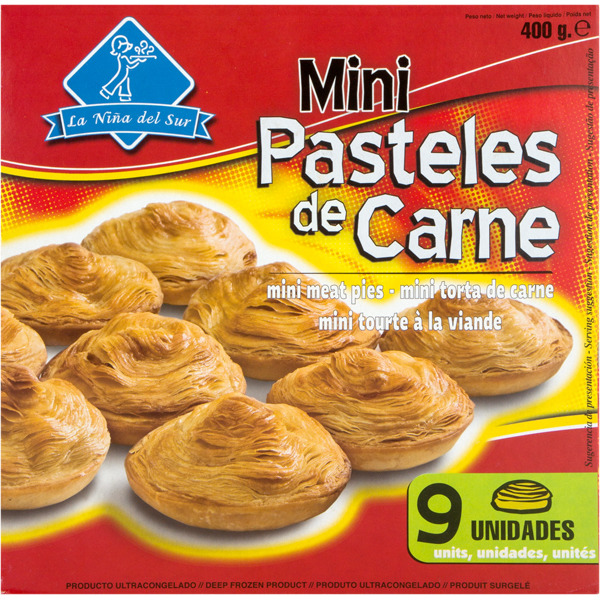 Peso neto / Net weight / Peso líquido / Poids net
400 g. e
La Niña del Sur
Mini
Pasteles
de Carne
mini meat pies - mini torta de carne
mini tourte à la viande
Sugerencia de presentación - Serving suggestion - Sugestion de présentation - Sugestão de presentação
9 UNIDADES
units, unidades, unités
PRODUCTO ULTRACONGELADO // DEEP FROZEN PRODUCT // PRODUTO ULTRACONGELADO // PRODUIT SURGELÉ